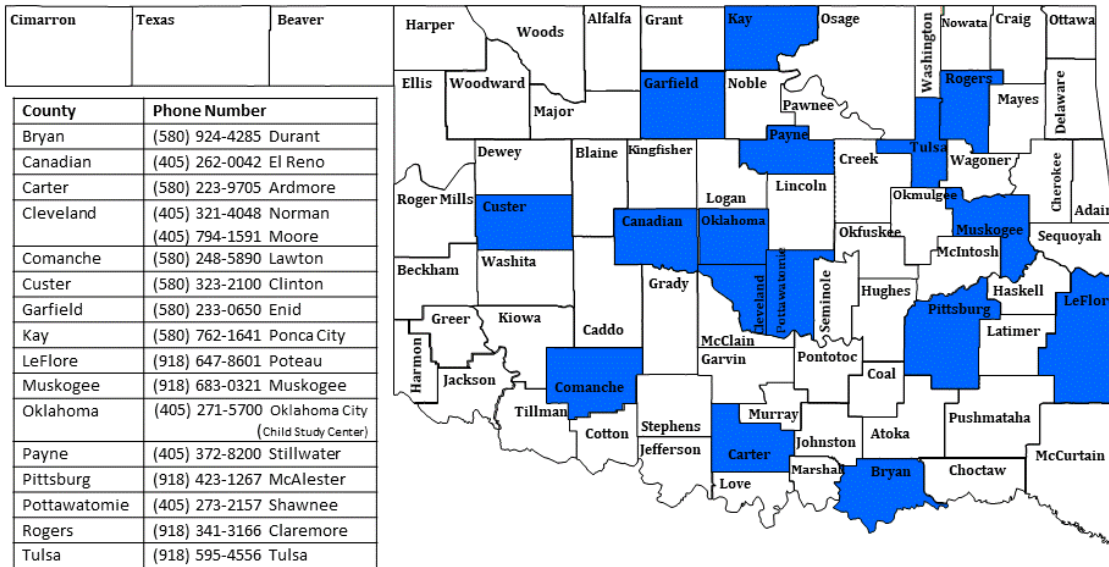 Cimarron
Texas
Beaver
County Phone Number
Bryan (580) 924-4285 Durant
Canadian (405) 262-0042 El Reno
Carter (580) 223-9705 Ardmore
Cleveland (405) 321-4048 Norman
(405) 794-1591 Moore
Comanche (580) 248-5890 Lawton
Custer (580) 323-2100 Clinton
Garfield (580) 233-0650 Enid
Kay (580) 762-1641 Ponca City
LeFlore (918) 647-8601 Poteau
Muskogee (918) 683-0321 Muskogee
Oklahoma (405) 271-5700 Oklahoma City
(Child Study Center)
Payne (405) 372-8200 Stillwater
Pittsburg (918) 423-1267 McAlester
Pottawatomie (405) 273-2157 Shawnee
Rogers (918) 341-3166 Claremore
Tulsa (918) 595-4556 Tulsa
Harper
Woods
Alfalfa
Grant
Kay
Osage
Washington
Nowata
Craig
Ottawa
Ellis
Woodward
Major
Garfield
Noble
Pawnee
Rogers
Mayes
Delaware
Dewey
Blaine
Kingfisher
Payne
Creek
Tulsa
Wagoner
Cherokee
Roger Mills
Custer
Logan
Lincoln
Okmulgee
Adair
Canadian
Oklahoma
Okfuskee
Muskogee
Sequoyah
McIntosh
Beckham
Washita
Grady
Cleveland
Pottawatomie
Seminole
Hughes
Haskell
LeFlore
Greer
Kiowa
Caddo
McClain
Pittsburg
Latimer
Harmon
Jackson
Comanche
Garvin
Pontotoc
Coal
Tillman
Cotton
Stephens
Murray
Johnston
Atoka
Pushmataha
Jefferson
Carter
Marshall
Bryan
Choctaw
McCurtain
Love